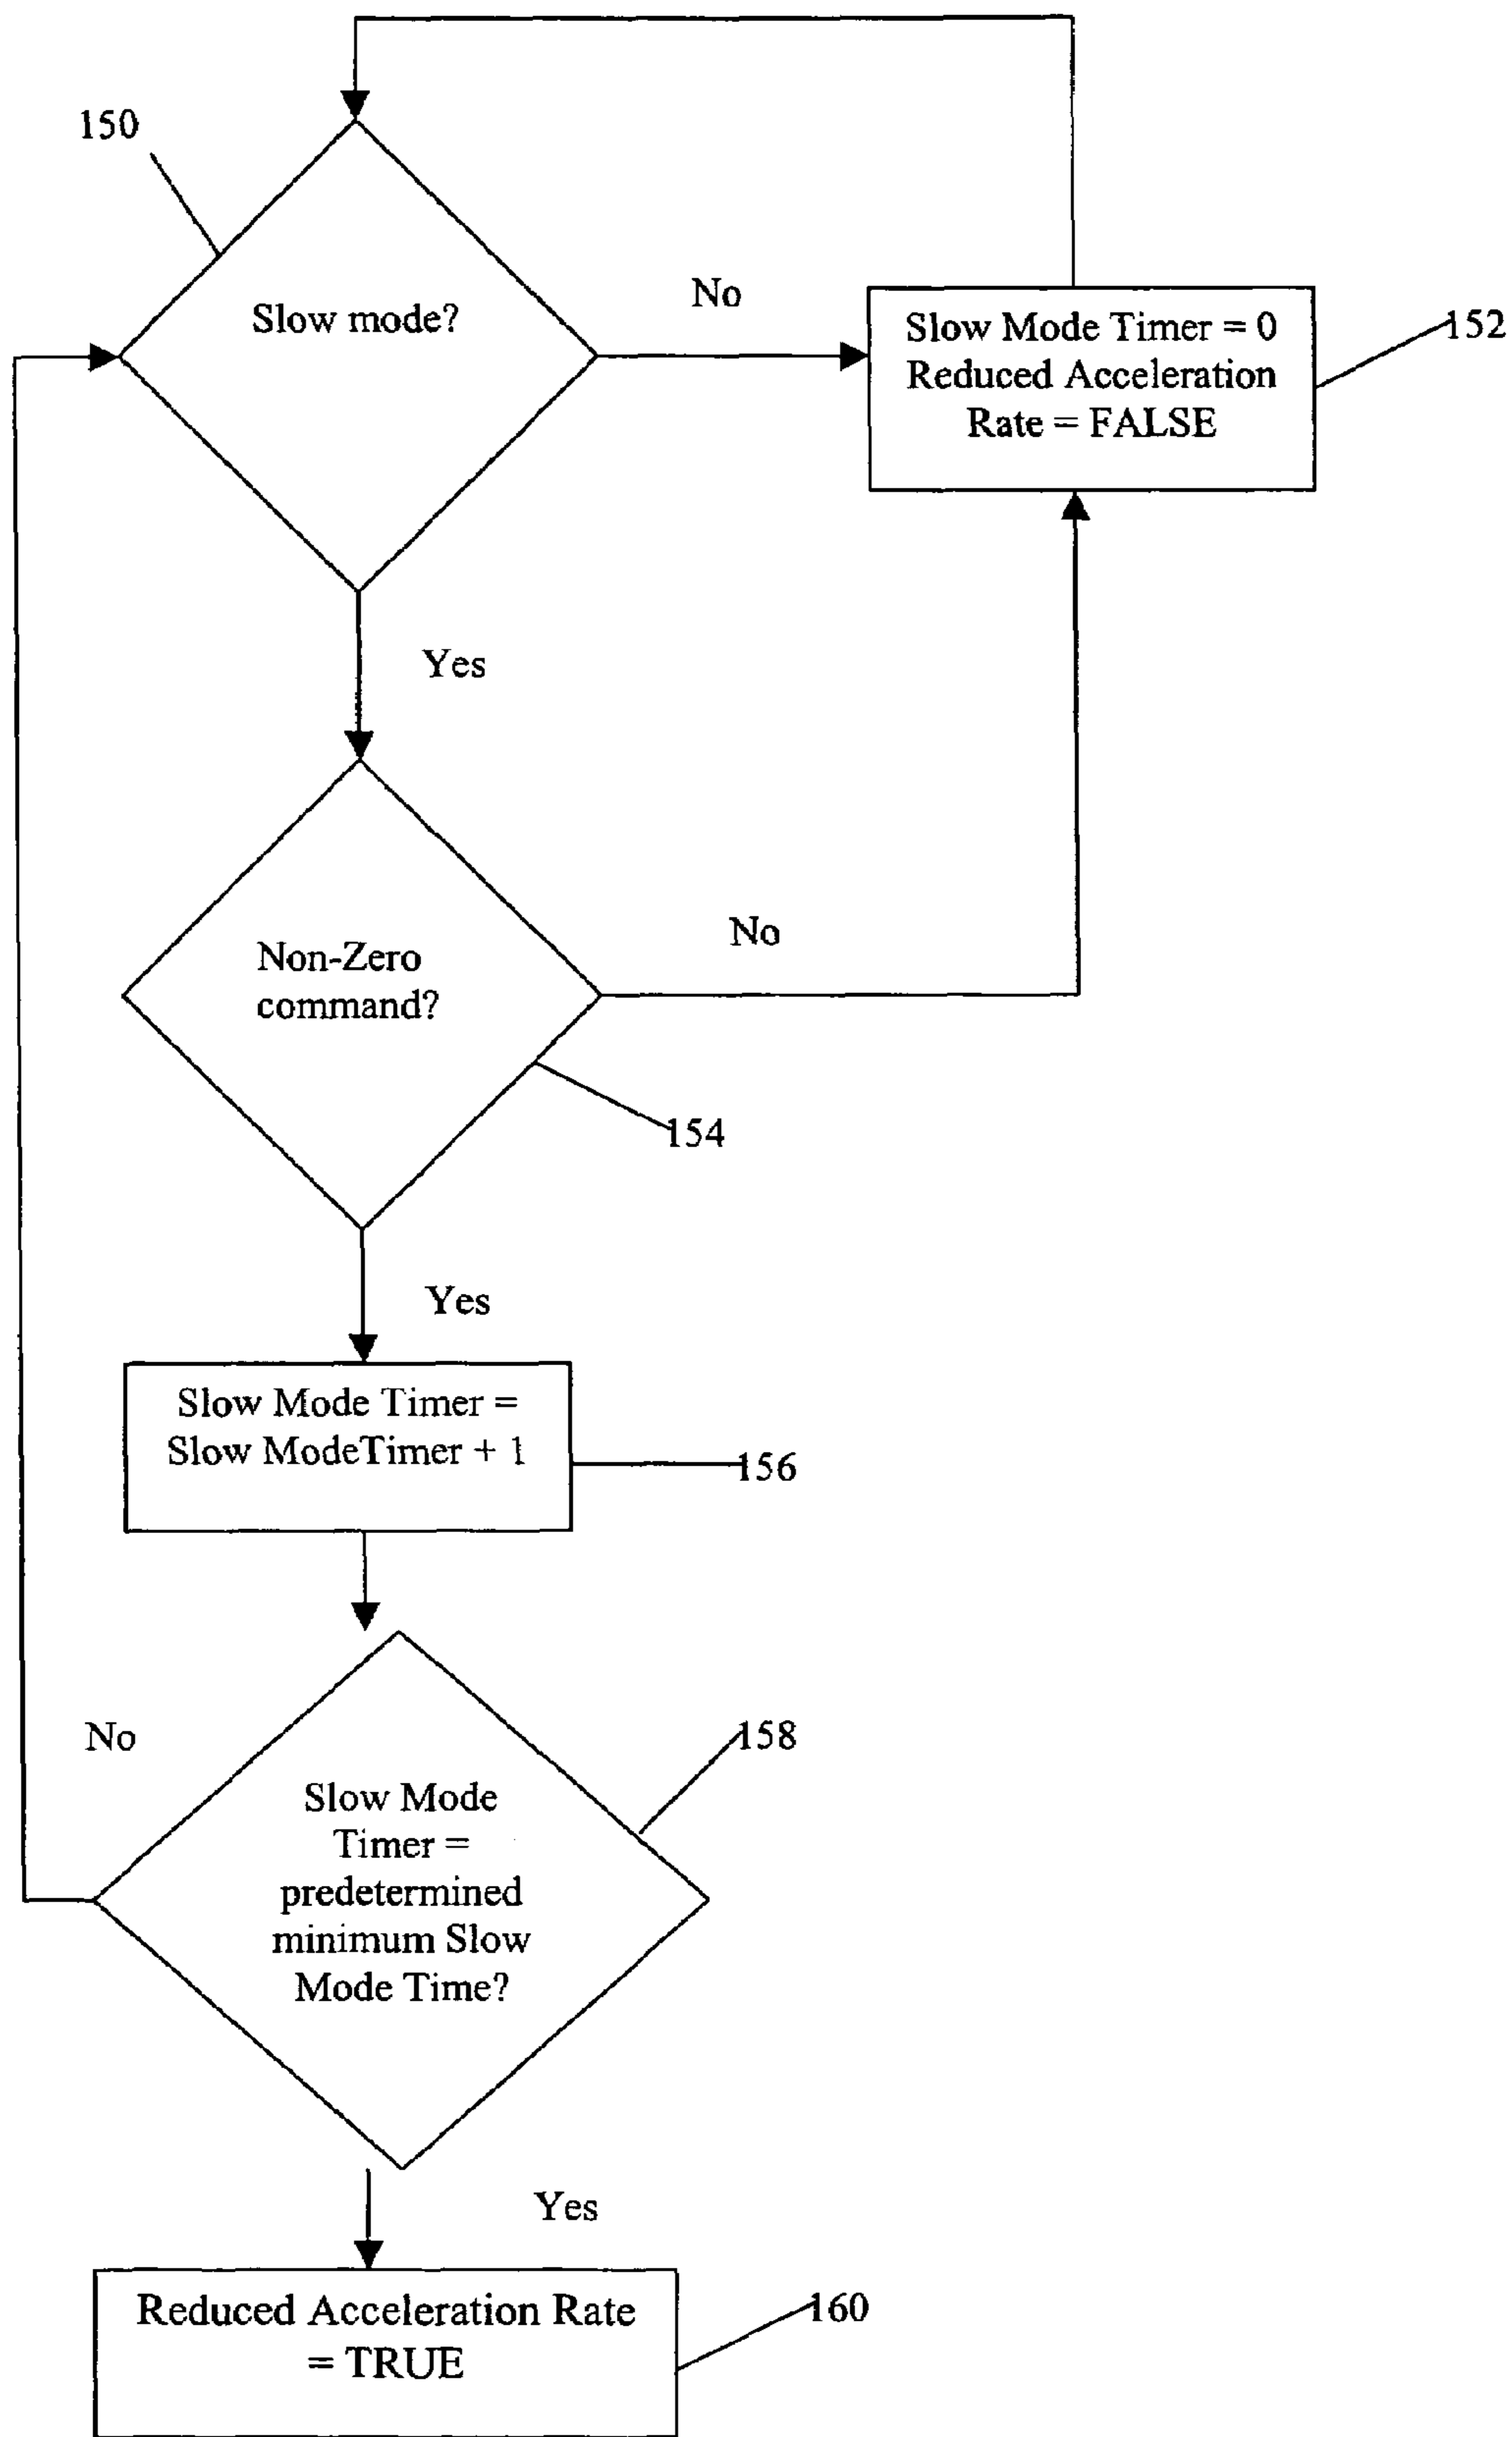 150
Slow mode?
No
Slow Mode Timer = 0
Reduced Acceleration
Rate = FALSE
152
Yes
Non-Zero
command?
No
154
Yes
Slow Mode Timer =
Slow ModeTimer + 1
156
No
158
Slow Mode
Timer =
predetermined
minimum Slow
Mode Time?
Yes
Reduced Acceleration Rate
= TRUE
160